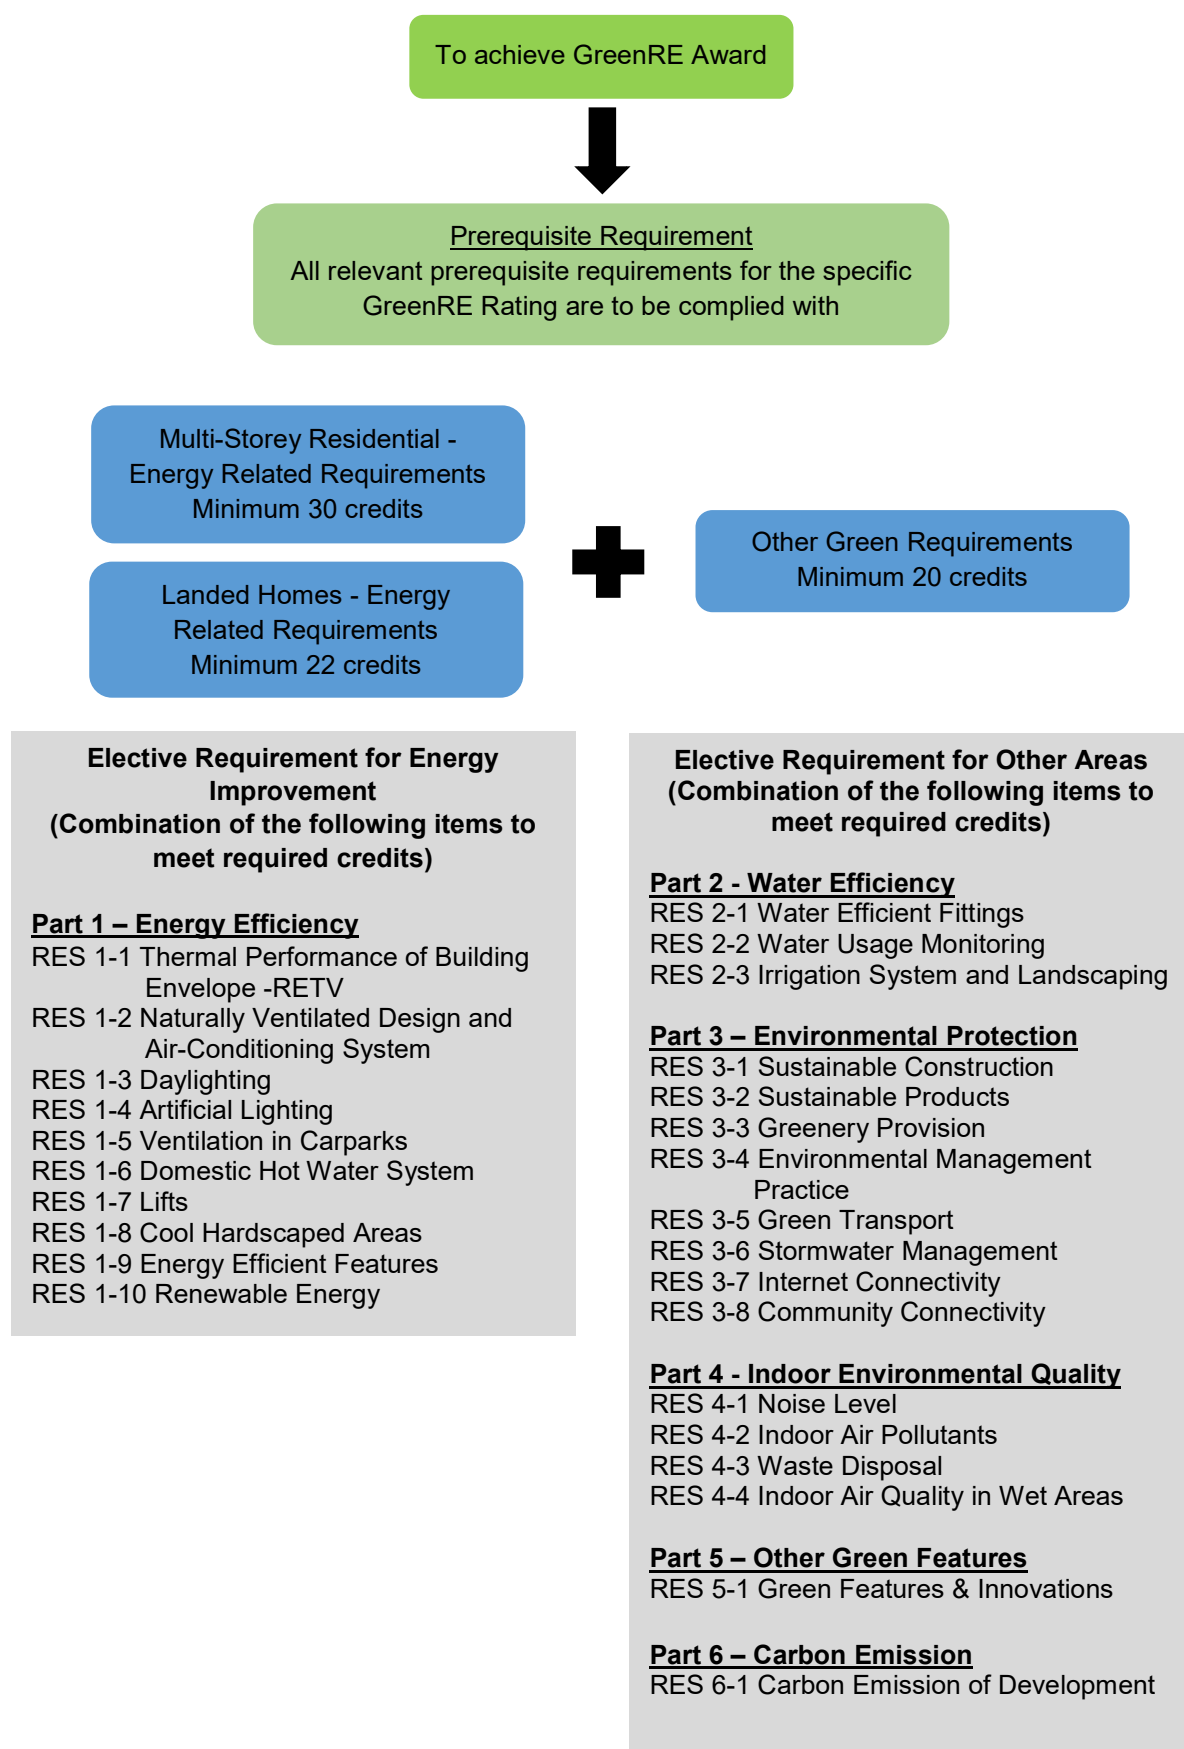 To achieve GreenRE Award
Prerequisite Requirement
All relevant prerequisite requirements for the specific
GreenRE Rating are to be complied with
Multi-Storey Residential -
Energy Related Requirements
Minimum 30 credits
Landed Homes - Energy
Related Requirements
Minimum 22 credits
Other Green Requirements
Minimum 20 credits
Elective Requirement for Energy
Improvement
(Combination of the following items to
meet required credits)
Part 1 – Energy Efficiency
RES 1-1 Thermal Performance of Building
Envelope -RETV
RES 1-2 Naturally Ventilated Design and
Air-Conditioning System
RES 1-3 Daylighting
RES 1-4 Artificial Lighting
RES 1-5 Ventilation in Carparks
RES 1-6 Domestic Hot Water System
RES 1-7 Lifts
RES 1-8 Cool Hardscaped Areas
RES 1-9 Energy Efficient Features
RES 1-10 Renewable Energy
Elective Requirement for Other Areas
(Combination of the following items to
meet required credits)
Part 2 - Water Efficiency
RES 2-1 Water Efficient Fittings
RES 2-2 Water Usage Monitoring
RES 2-3 Irrigation System and Landscaping
Part 3 – Environmental Protection
RES 3-1 Sustainable Construction
RES 3-2 Sustainable Products
RES 3-3 Greenery Provision
RES 3-4 Environmental Management
Practice
RES 3-5 Green Transport
RES 3-6 Stormwater Management
RES 3-7 Internet Connectivity
RES 3-8 Community Connectivity
Part 4 - Indoor Environmental Quality
RES 4-1 Noise Level
RES 4-2 Indoor Air Pollutants
RES 4-3 Waste Disposal
RES 4-4 Indoor Air Quality in Wet Areas
Part 5 – Other Green Features
RES 5-1 Green Features & Innovations
Part 6 – Carbon Emission
RES 6-1 Carbon Emission of Development